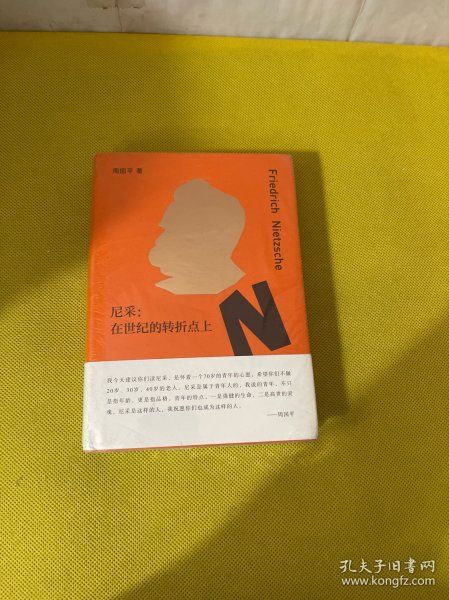 周国平 著
Friedrich Nietzsche
尼采：
在世纪的转折点上
N
我今天建议你们读尼采，是怀着一个70岁的青年的心愿，希望你们不做
20岁、30岁、40岁的老人。尼采是属于青年人的，我说的青年，不只
是指年龄，更是指品格。青年的特点，一是强健的生命，二是高贵的灵
魂，尼采是这样的人，我祝愿你们也成为这样的人。
——周国平
孔夫子旧书网
www.kongfz.com